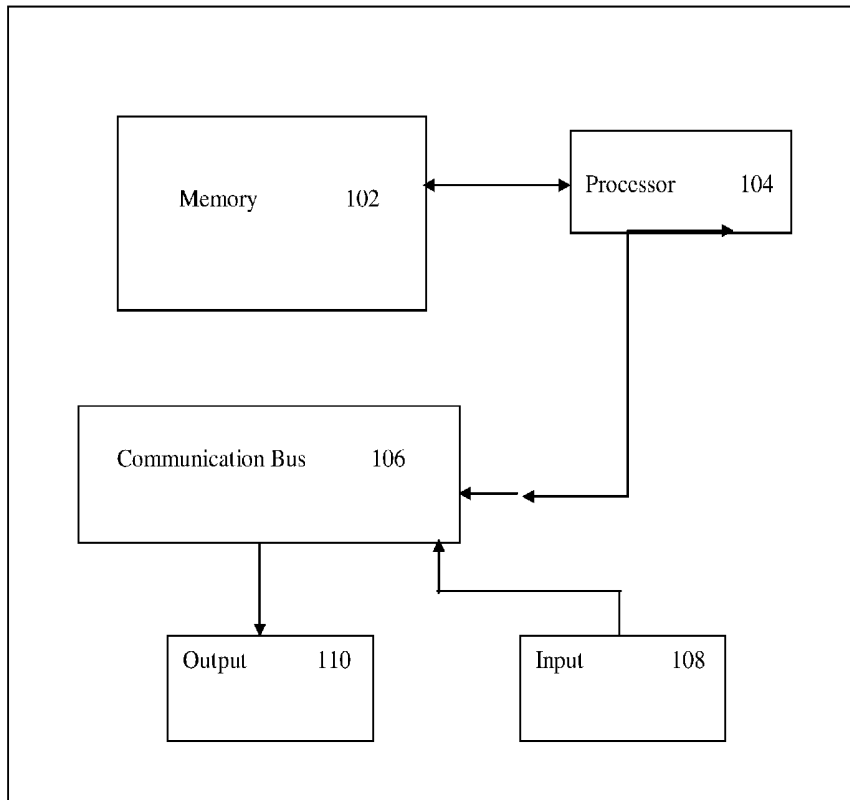 Memory 102
Processor 104
Communication Bus 106
Output 110
Input 108